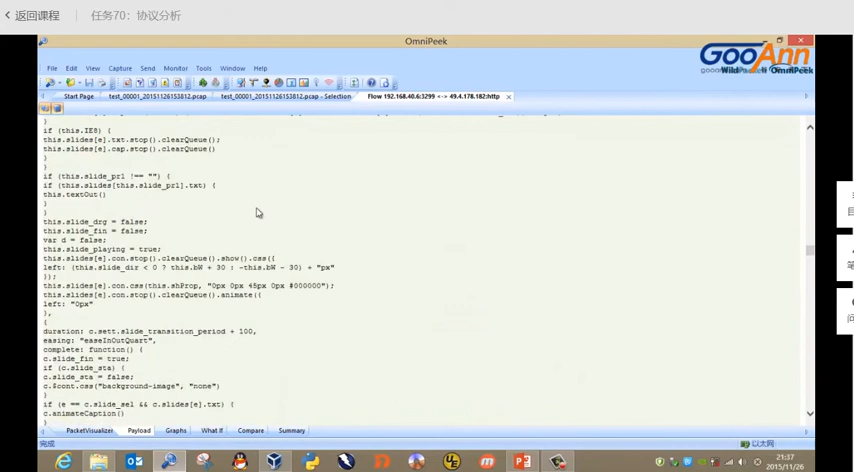 返回课程
任务70：协议分析
OmniPeek
GooAnn
File Edit View Capture Send Monitor Tools Window Help
WildPackets OmniPeek
Start Page test_00001_20151126153812.pcap test_00001_20151126153812.pcap - Selection Flow 192.168.40.6:3299 <-> 49.4.178.182:http
}
if (this.IE8) {
this.slides[e].txt.stop().clearQueue();
this.slides[e].cap.stop().clearQueue()
}
}
if (this.slide_pr1 !== "") {
if (this.slides[this.slide_pr1].txt) {
this.textOut()
}
}
this.slide_drg = false;
this.slide_fin = false;
var d = false;
this.slide_playing = true;
this.slides[e].con.stop().clearQueue().show().css({
left: (this.slide_dir < 0 ? this.bW + 30 : -this.bW - 30) + "px"
});
this.slides[e].con.css(this.shProp, "0px 0px 45px 0px #000000");
this.slides[e].con.stop().clearQueue().animate({
left: "0px"
},
{
duration: c.sett.slide_transition_period + 100,
easing: "easeInOutQuart",
complete: function() {
c.slide_fin = true;
if (c.slide_sta) {
c.slide_sta = false;
c.$cont.css("background-image", "none")
}
if (e == c.slide_sel && c.slides[e].txt) {
c.animateCaption()
}
PacketVisualizer Payload Graphs What If Compare Summary
完成
以太网
21:37
2015/11/26